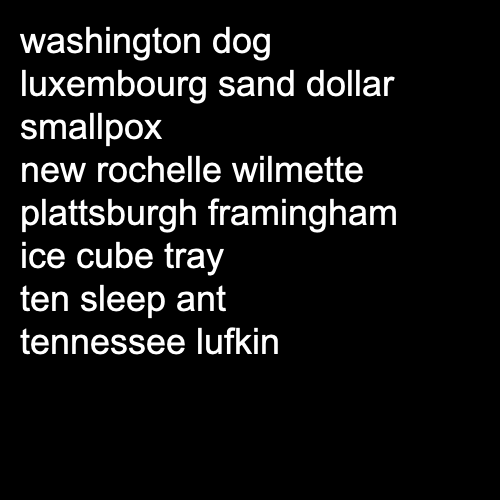 washington dog
luxembourg sand dollar
smallpox
new rochelle wilmette
plattsburgh framingham
ice cube tray
ten sleep ant
tennessee lufkin